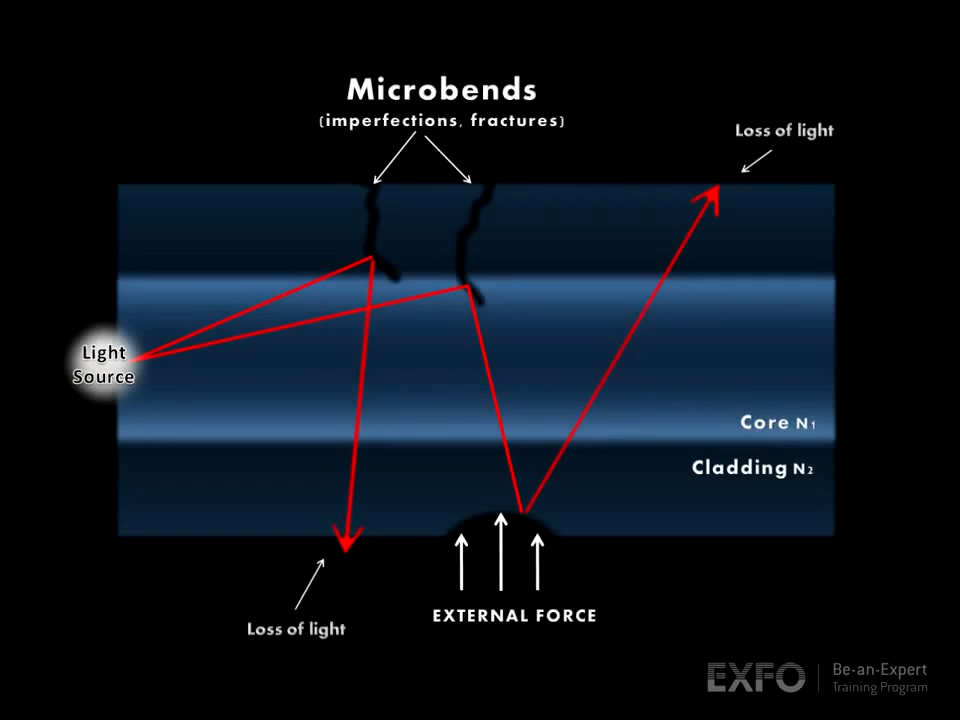 Microbends
(imperfections, fractures)
Loss of light
Light
Source
Core N₁
Cladding N₂
EXTERNAL FORCE
Loss of light
EXFO
Be-an-Expert
Training Program